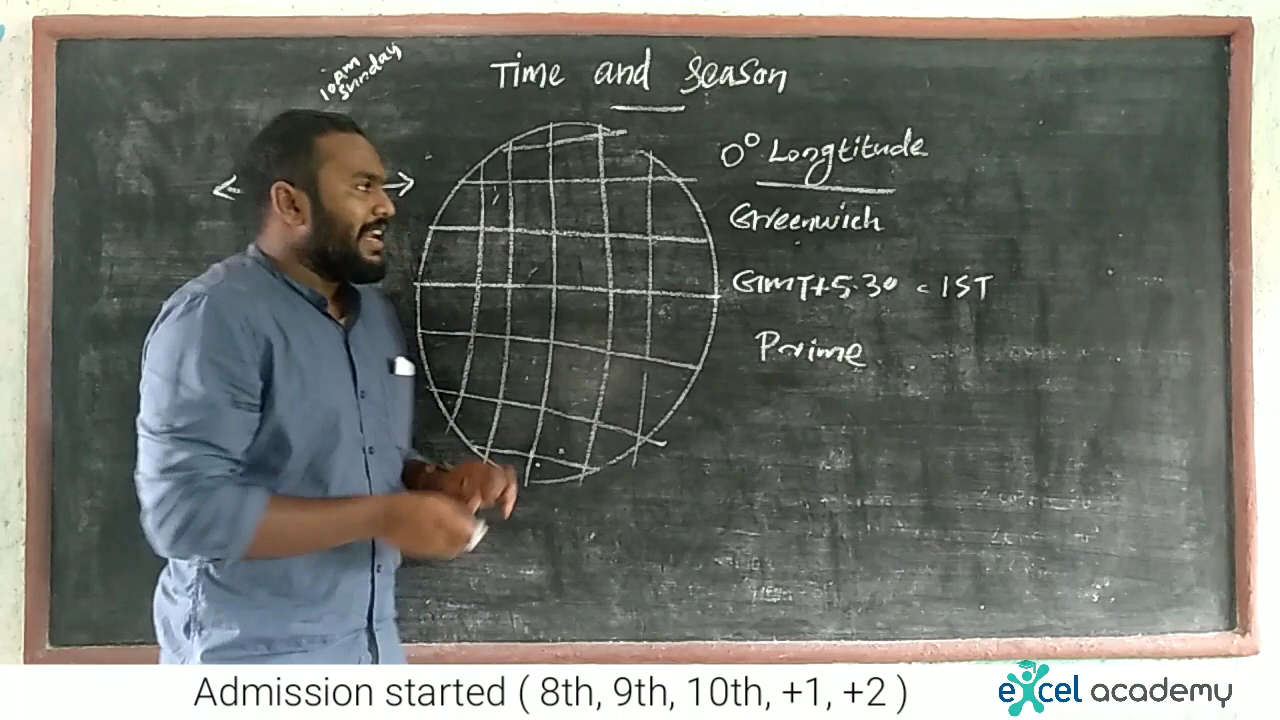 10AM
Sunday
Time and Season
0° Longtitude
Greenwich
GMT+5.30 = IST
Prime
Admission started ( 8th, 9th, 10th, +1, +2 )
excel academy